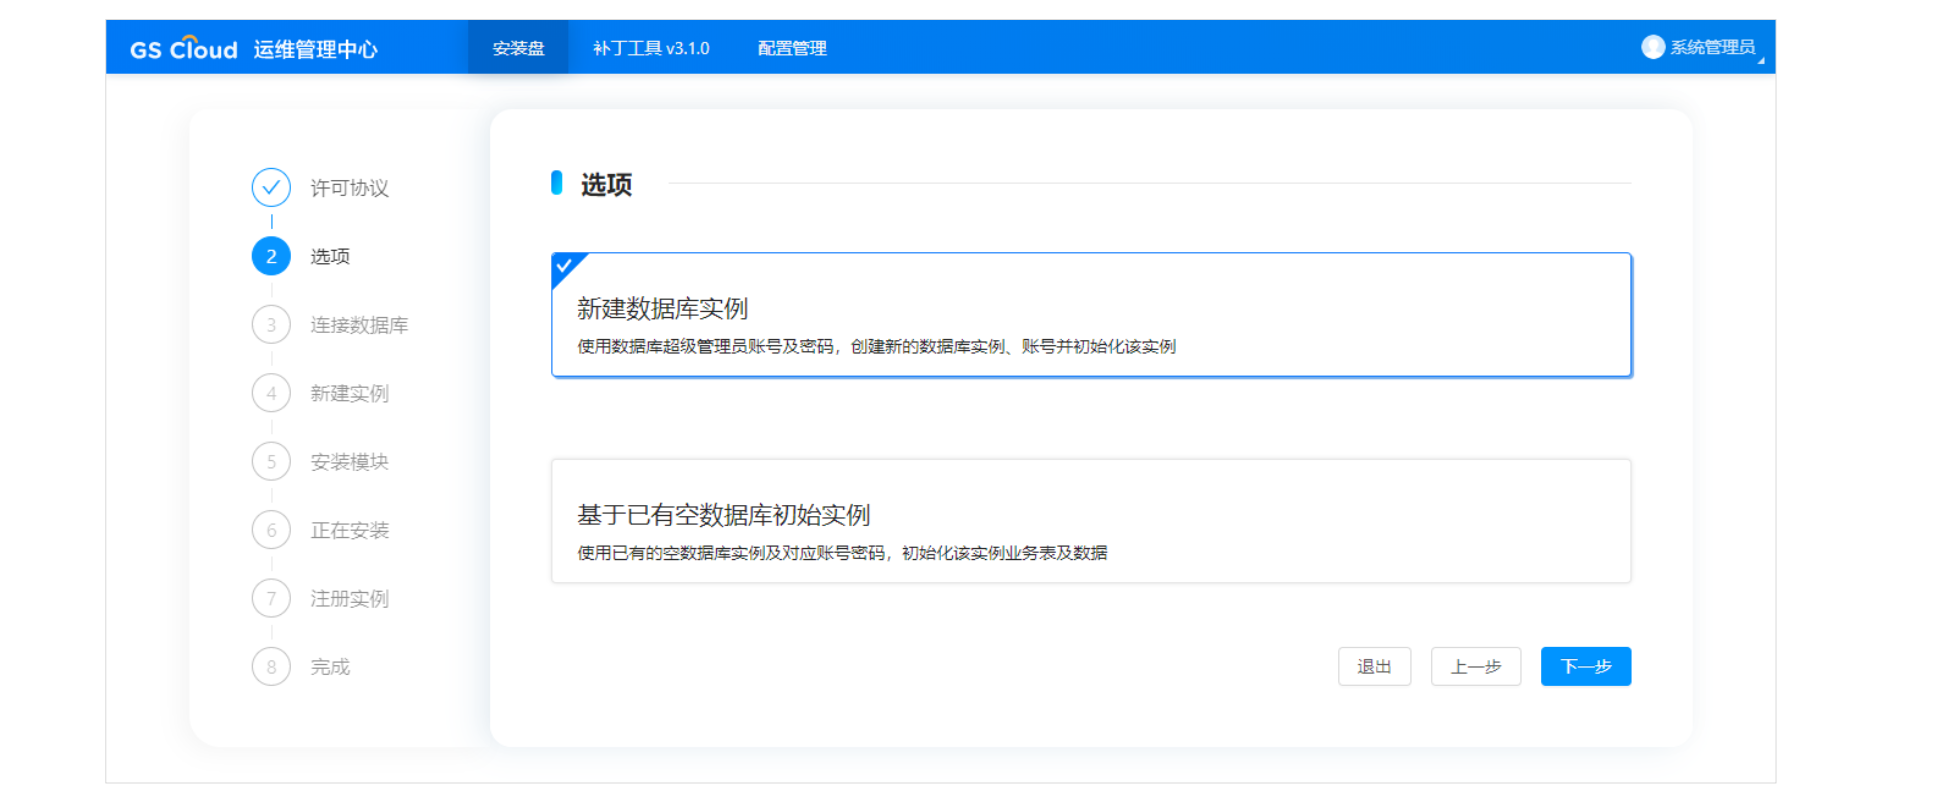 GS Cloud 运维管理中心 安装盘 补丁工具 v3.1.0 配置管理 系统管理员
许可协议
2 选项
3 连接数据库
4 新建实例
5 安装模块
6 正在安装
7 注册实例
8 完成
选项
新建数据库实例
使用数据库超级管理员账号及密码，创建新的数据库实例、账号并初始化该实例
基于已有空数据库初始实例
使用已有的空数据库实例及对应账号密码，初始化该实例业务表及数据
退出 上一步 下一步